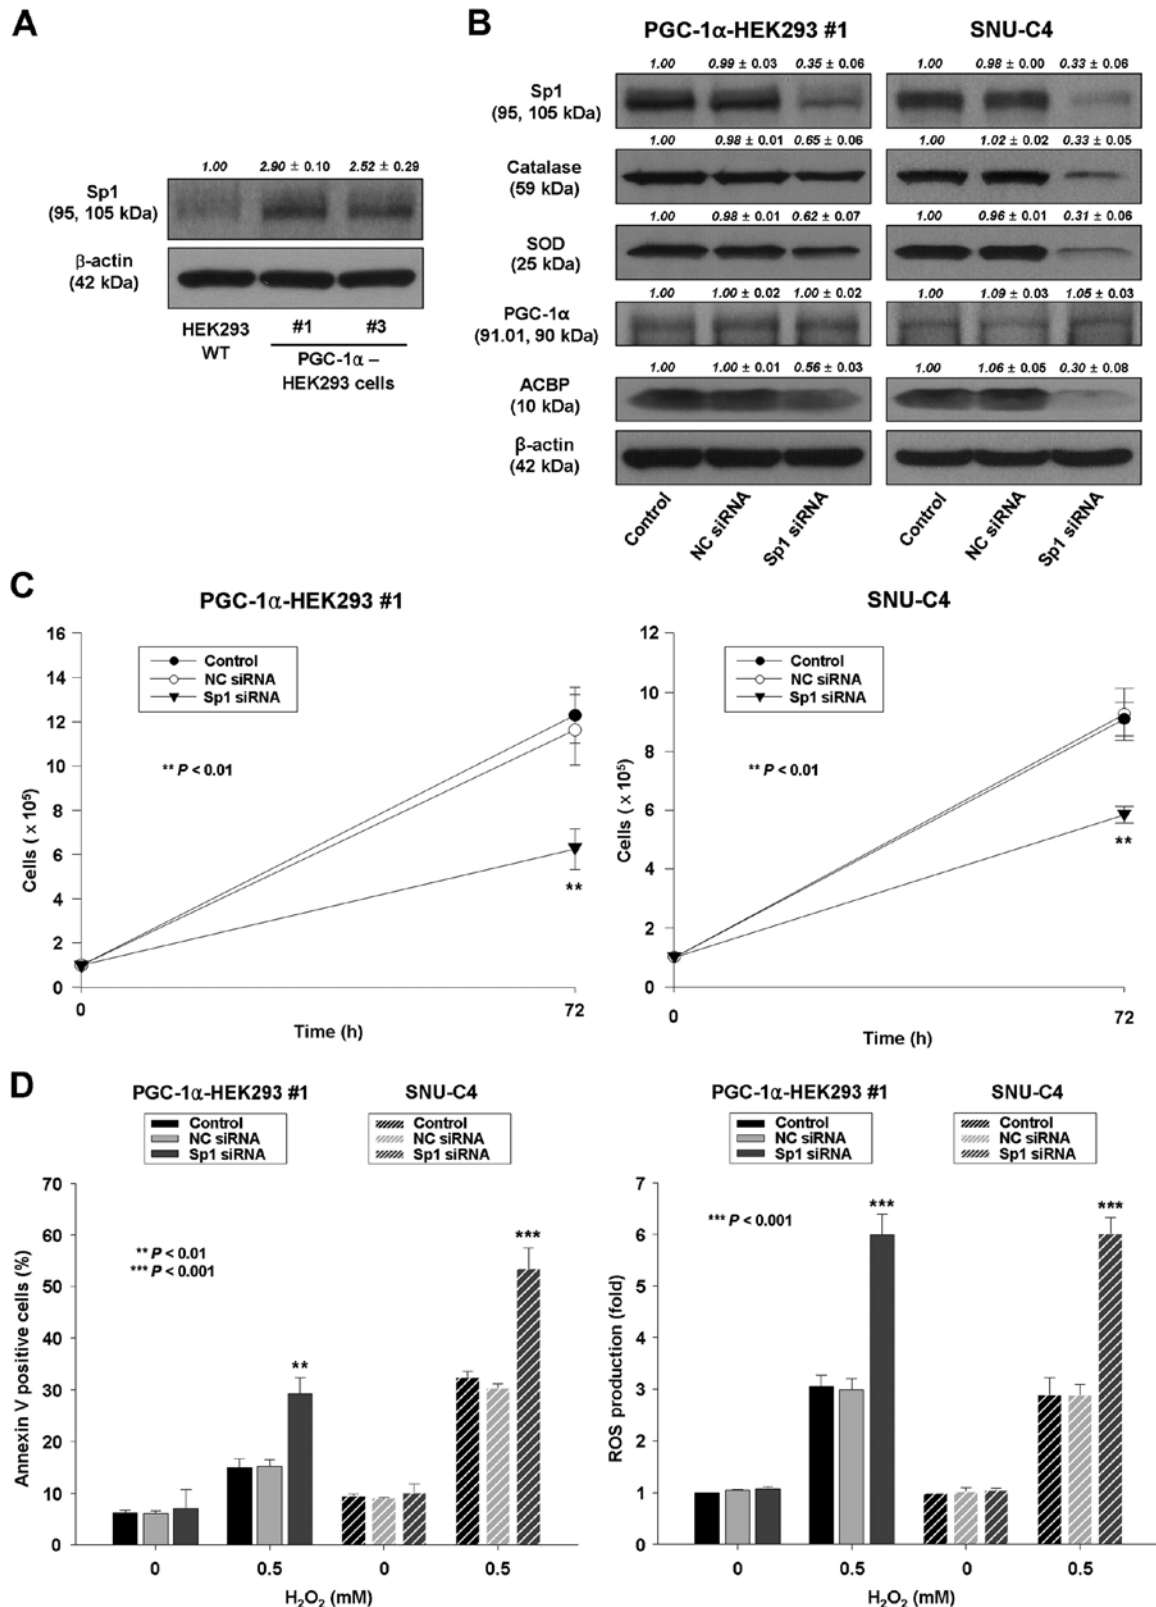 A
1.00 2.90 ± 0.10 2.52 ± 0.29
Sp1
(95, 105 kDa)
β-actin
(42 kDa)
HEK293
WT
#1 #3
PGC-1α –
HEK293 cells
B
PGC-1α-HEK293 #1 SNU-C4
1.00 0.99 ± 0.03 0.35 ± 0.06 1.00 0.98 ± 0.00 0.33 ± 0.06
Sp1
(95, 105 kDa)
1.00 0.98 ± 0.01 0.65 ± 0.06 1.00 1.02 ± 0.02 0.33 ± 0.05
Catalase
(59 kDa)
1.00 0.98 ± 0.01 0.62 ± 0.07 1.00 0.96 ± 0.01 0.31 ± 0.06
SOD
(25 kDa)
1.00 1.00 ± 0.02 1.00 ± 0.02 1.00 1.09 ± 0.03 1.05 ± 0.03
PGC-1α
(91.01, 90 kDa)
1.00 1.00 ± 0.01 0.56 ± 0.03 1.00 1.06 ± 0.05 0.30 ± 0.08
ACBP
(10 kDa)
β-actin
(42 kDa)
Control NC siRNA Sp1 siRNA Control NC siRNA Sp1 siRNA
C
PGC-1α-HEK293 #1
16
14
12
10
8
6
4
2
0
Cells ( x 10⁵)
Control
NC siRNA
Sp1 siRNA
** P < 0.01
**
0 72
Time (h)
SNU-C4
12
10
8
6
4
2
0
Cells ( x 10⁵)
Control
NC siRNA
Sp1 siRNA
** P < 0.01
**
0 72
Time (h)
D
PGC-1α-HEK293 #1 SNU-C4
Control Control
NC siRNA NC siRNA
Sp1 siRNA Sp1 siRNA
70
60
50
40
30
20
10
0
Annexin V positive cells (%)
** P < 0.01
*** P < 0.001
**
***
0 0.5 0 0.5
H₂O₂ (mM)
PGC-1α-HEK293 #1 SNU-C4
Control Control
NC siRNA NC siRNA
Sp1 siRNA Sp1 siRNA
7
6
5
4
3
2
1
0
ROS production (fold)
*** P < 0.001
***
***
0 0.5 0 0.5
H₂O₂ (mM)